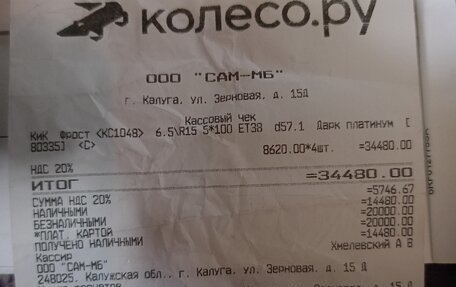 колесо.ру
ООО "САМ-МБ"
г. Калуга, ул. Зерновая, д. 15Д
Кассовый чек
КиК Фрост <КС1048> 6.5\R15 5*100 ET38 d57.1 Дарк платинум [
80335] <С>
8620.00*4шт. =34480.00
НДС 20%
ИТОГ =34480.00
СУММА НДС 20% =5746.67
НАЛИЧНЫМИ =14480.00
БЕЗНАЛИЧНЫМИ =20000.00
*ПЛАТ. КАРТОЙ =20000.00
ПОЛУЧЕНО НАЛИЧНЫМИ =14480.00
Кассир Хмелевский А В
ООО "САМ-МБ"
248025, Калужская обл., г. Калуга, ул. Зерновая, д. 15 Д
15 Д